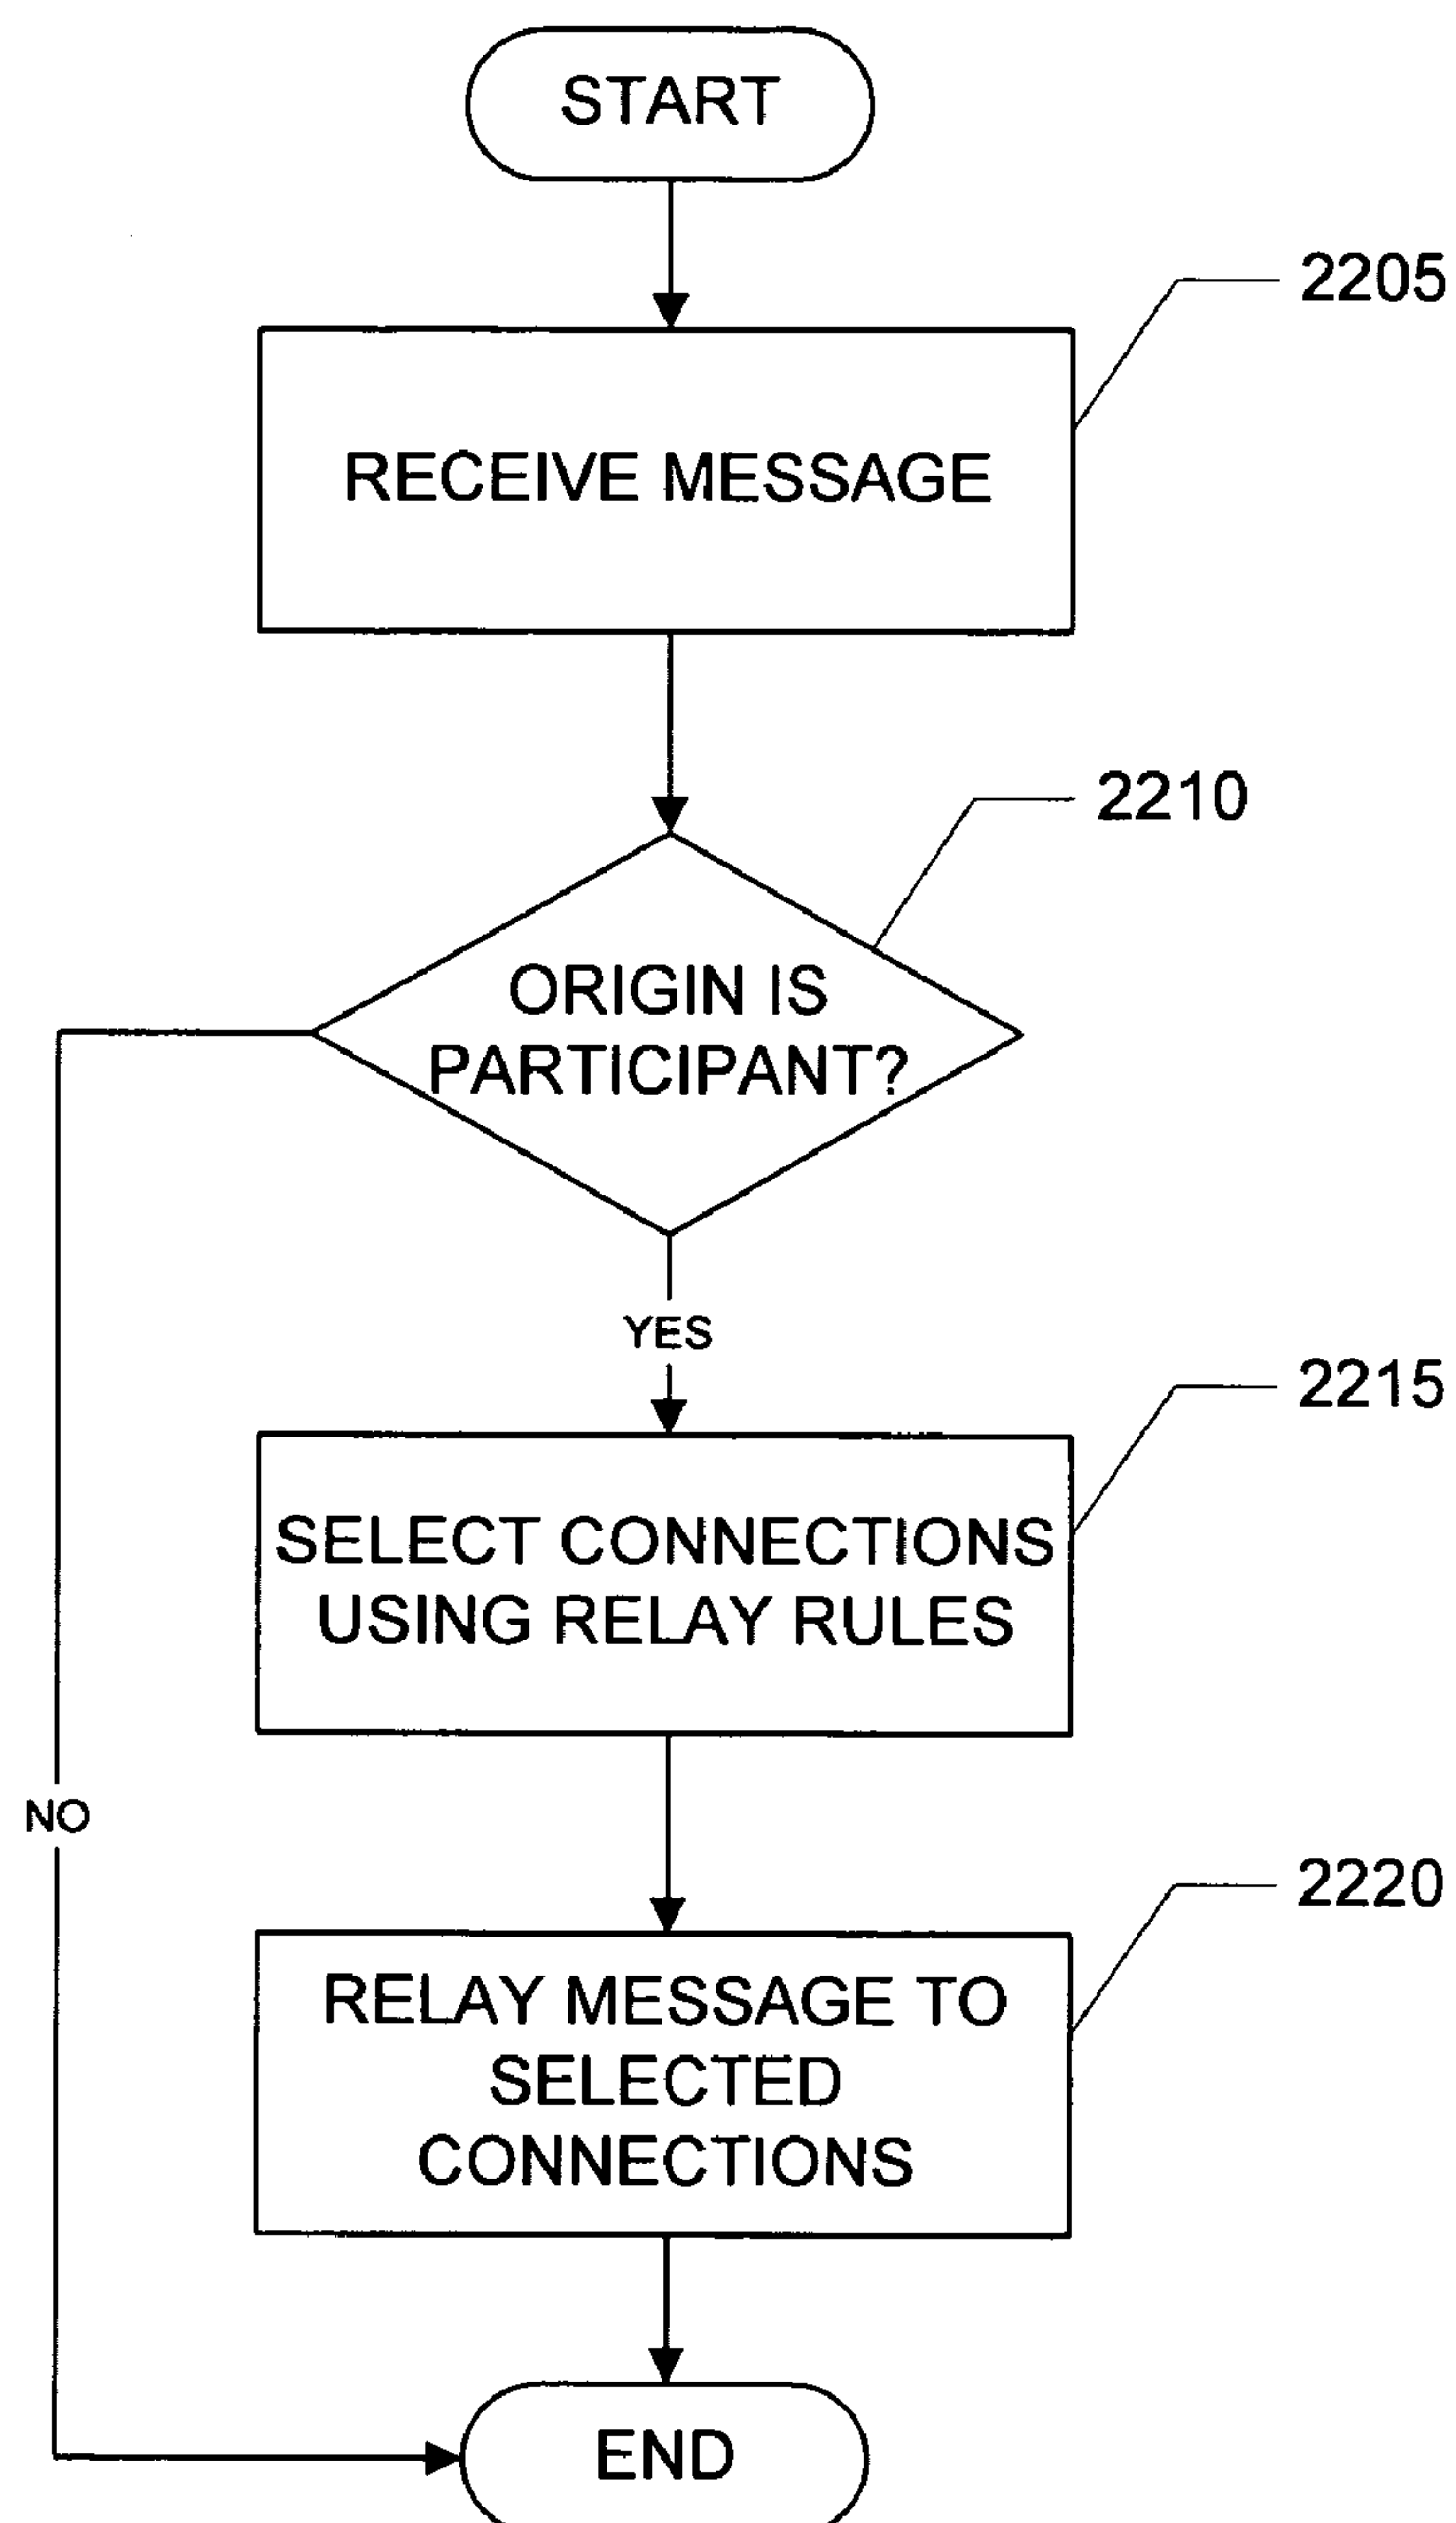 START
2205
RECEIVE MESSAGE
2210
ORIGIN IS
PARTICIPANT?
YES
2215
SELECT CONNECTIONS
USING RELAY RULES
NO
2220
RELAY MESSAGE TO
SELECTED
CONNECTIONS
END